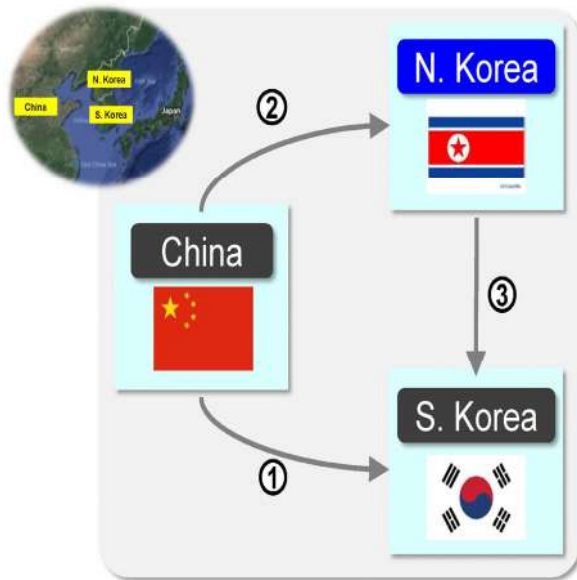 N. Korea
China
S. Korea
Japan
N. Korea
②
China
③
S. Korea
①